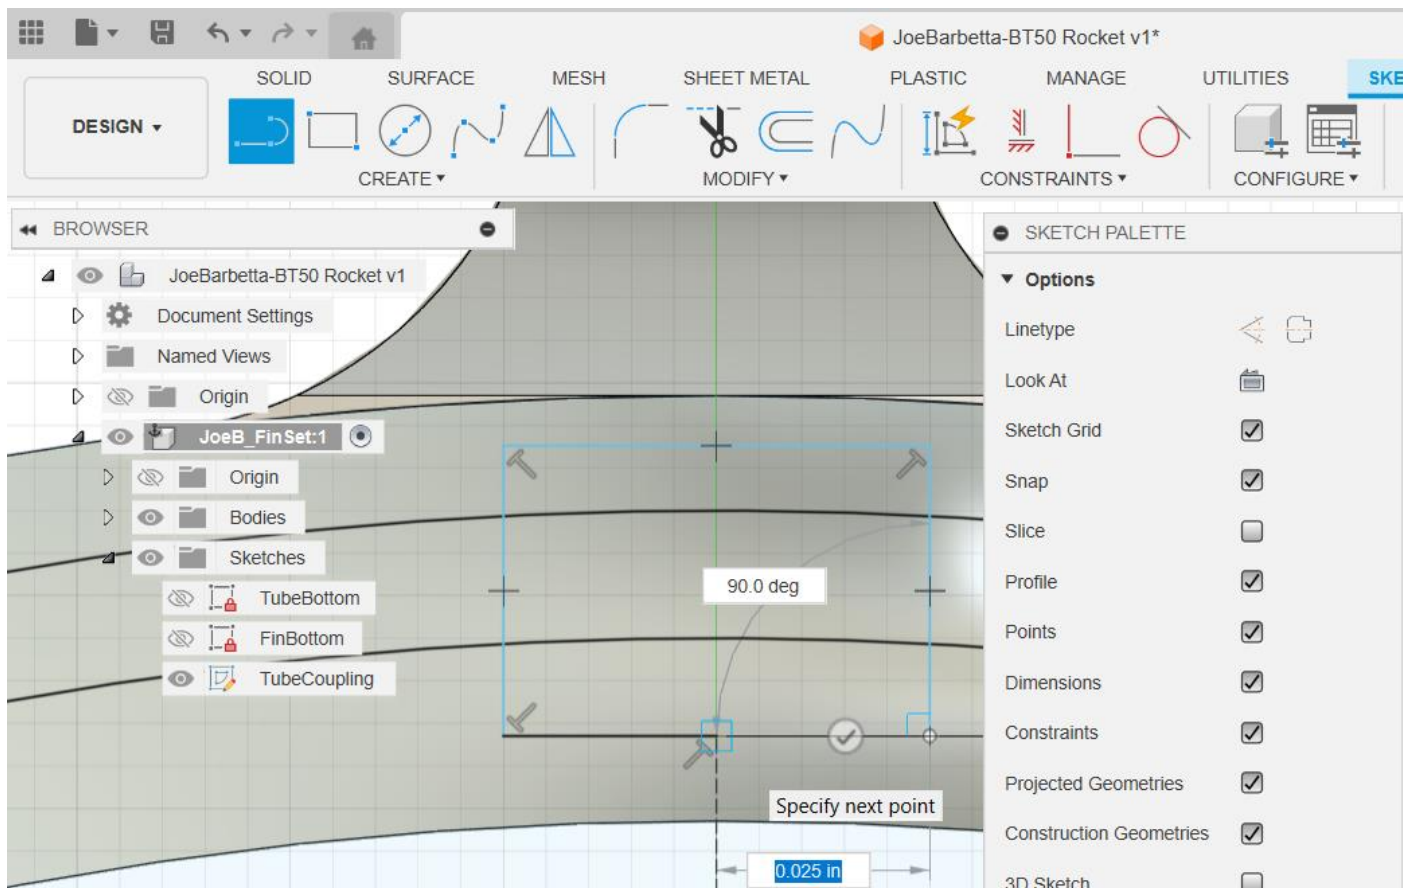 JoeBarbetta-BT50 Rocket v1*
SOLID SURFACE MESH SHEET METAL PLASTIC MANAGE UTILITIES SKE
DESIGN
CREATE MODIFY CONSTRAINTS CONFIGURE
BROWSER
JoeBarbetta-BT50 Rocket v1
Document Settings
Named Views
Origin
JoeB_FinSet:1
Origin
Bodies
Sketches
TubeBottom
FinBottom
TubeCoupling
90.0 deg
Specify next point
0.025 in
SKETCH PALETTE
Options
Linetype
Look At
Sketch Grid
Snap
Slice
Profile
Points
Dimensions
Constraints
Projected Geometries
Construction Geometries
3D Sketch